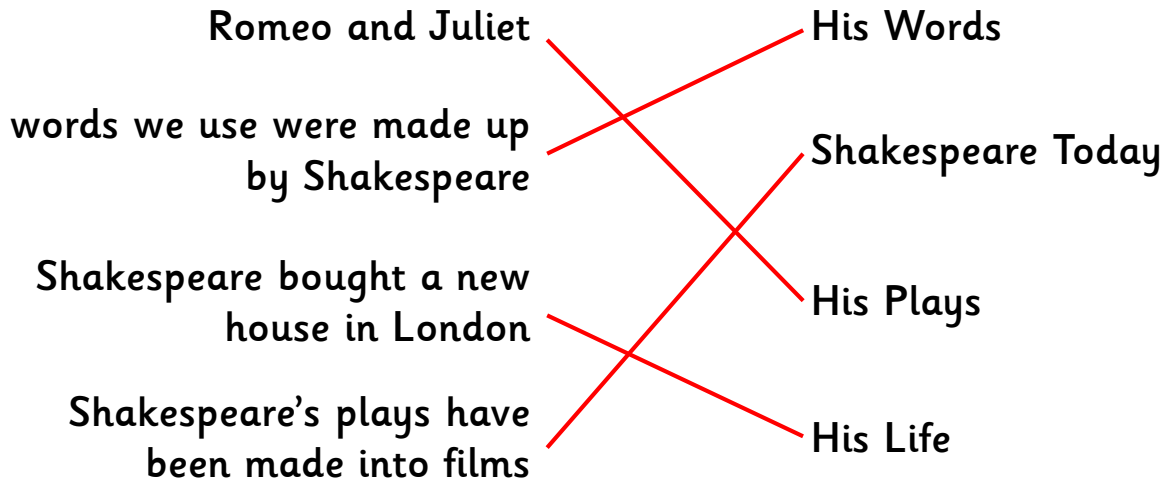 Romeo and Juliet
words we use were made up
by Shakespeare
Shakespeare bought a new
house in London
Shakespeare’s plays have
been made into films
His Words
Shakespeare Today
His Plays
His Life